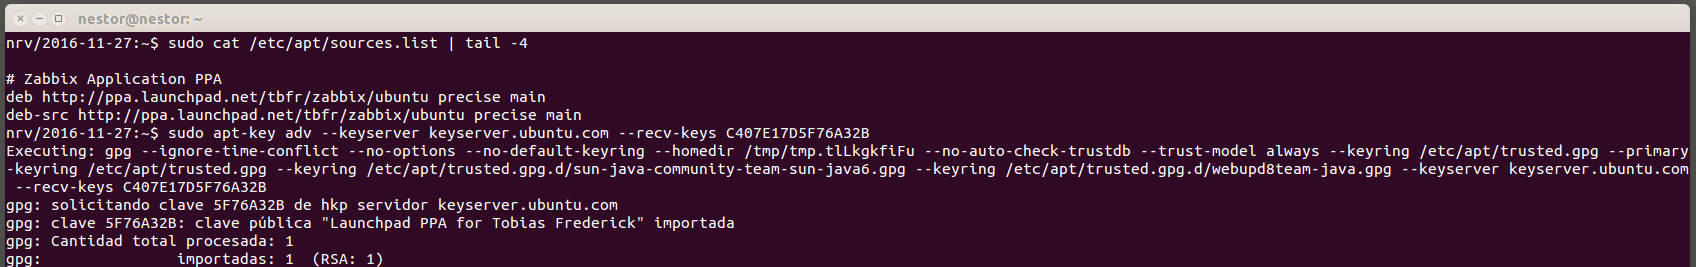 nestor@nestor: ~
nrv/2016-11-27:~$ sudo cat /etc/apt/sources.list | tail -4
# Zabbix Application PPA
deb http://ppa.launchpad.net/tbfr/zabbix/ubuntu precise main
deb-src http://ppa.launchpad.net/tbfr/zabbix/ubuntu precise main
nrv/2016-11-27:~$ sudo apt-key adv --keyserver keyserver.ubuntu.com --recv-keys C407E17D5F76A32B
Executing: gpg --ignore-time-conflict --no-options --no-default-keyring --homedir /tmp/tmp.tlLkgkfiFu --no-auto-check-trustdb --trust-model always --keyring /etc/apt/trusted.gpg --primary
-keyring /etc/apt/trusted.gpg --keyring /etc/apt/trusted.gpg.d/sun-java-community-team-sun-java6.gpg --keyring /etc/apt/trusted.gpg.d/webupd8team-java.gpg --keyserver keyserver.ubuntu.com
 --recv-keys C407E17D5F76A32B
gpg: solicitando clave 5F76A32B de hkp servidor keyserver.ubuntu.com
gpg: clave 5F76A32B: clave pública "Launchpad PPA for Tobias Frederick" importada
gpg: Cantidad total procesada: 1
gpg:               importadas: 1  (RSA: 1)